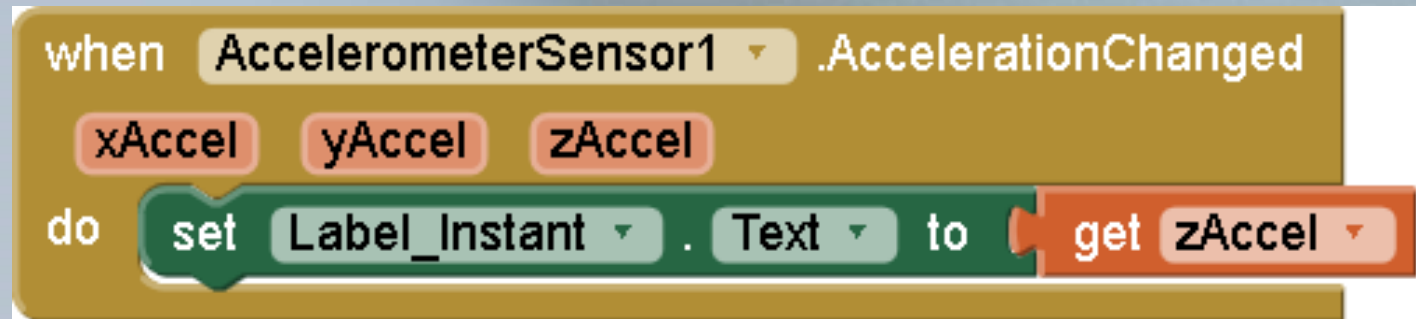 when AccelerometerSensor1 .AccelerationChanged
xAccel yAccel zAccel
do set Label_Instant . Text to get zAccel